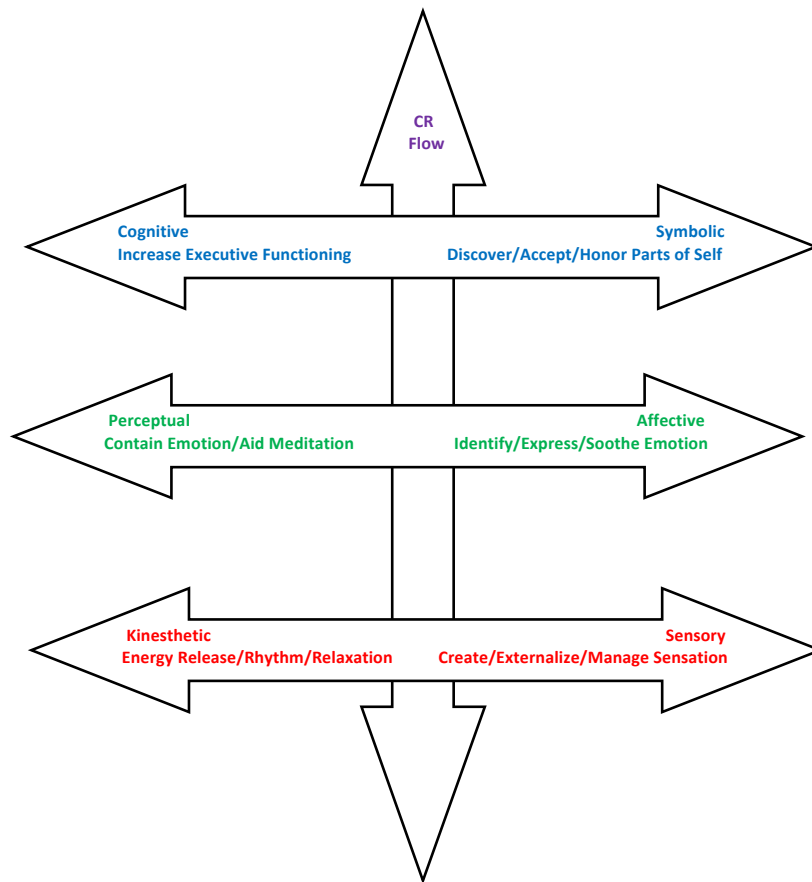 CR
Flow
Cognitive
Increase Executive Functioning
Symbolic
Discover/Accept/Honor Parts of Self
Perceptual
Contain Emotion/Aid Meditation
Affective
Identify/Express/Soothe Emotion
Kinesthetic
Energy Release/Rhythm/Relaxation
Sensory
Create/Externalize/Manage Sensation